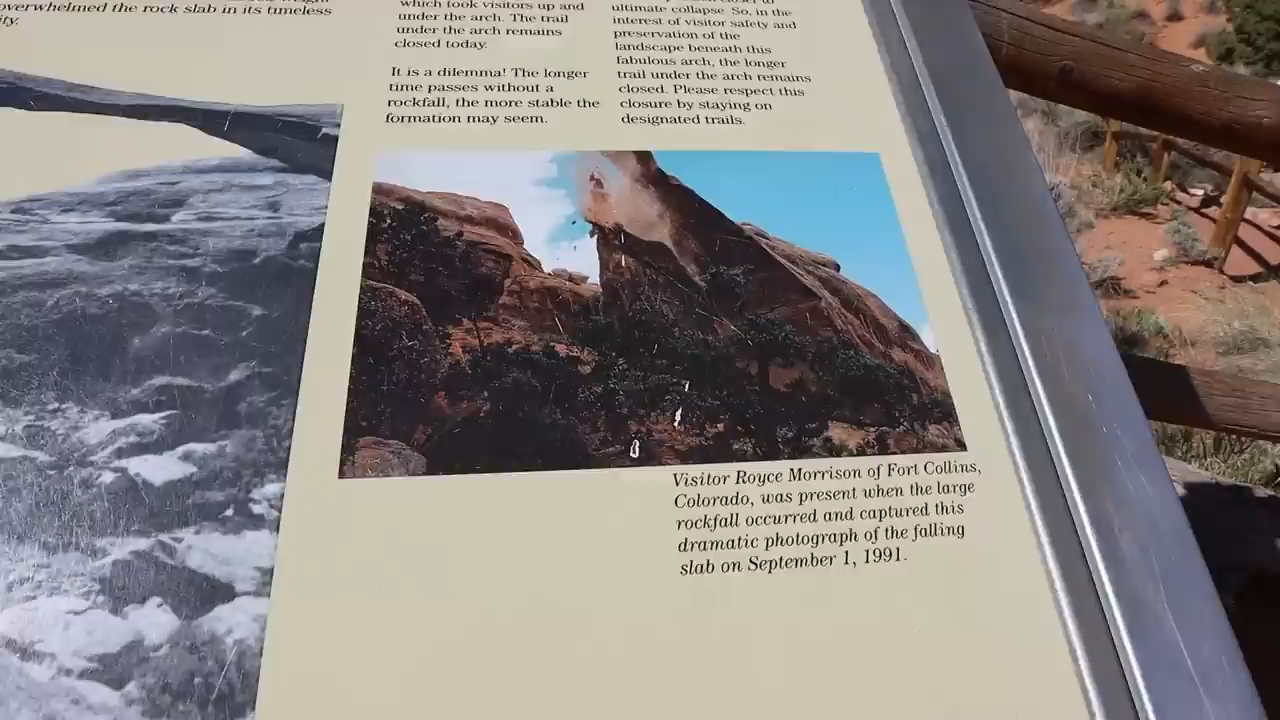 overwhelmed the rock slab in its timeless
ity.
which took visitors up and
under the arch. The trail
under the arch remains
closed today.
It is a dilemma! The longer
time passes without a
rockfall, the more stable the
formation may seem.
ultimate collapse. So, in the
interest of visitor safety and
preservation of the
landscape beneath this
fabulous arch, the longer
trail under the arch remains
closed. Please respect this
closure by staying on
designated trails.
Visitor Royce Morrison of Fort Collins,
Colorado, was present when the large
rockfall occurred and captured this
dramatic photograph of the falling
slab on September 1, 1991.